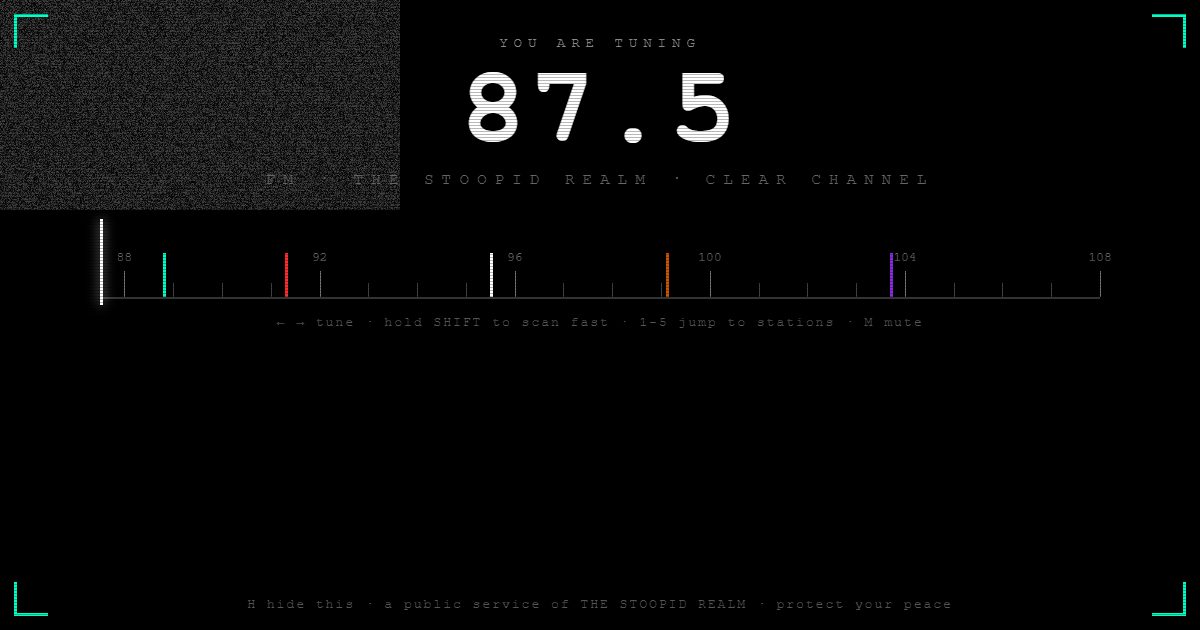 YOU ARE TUNING
87.5
FM · THE STOOPID REALM · CLEAR CHANNEL
88 92 96 100 104 108
← → tune · hold SHIFT to scan fast · 1–5 jump to stations · M mute
H hide this · a public service of THE STOOPID REALM · protect your peace